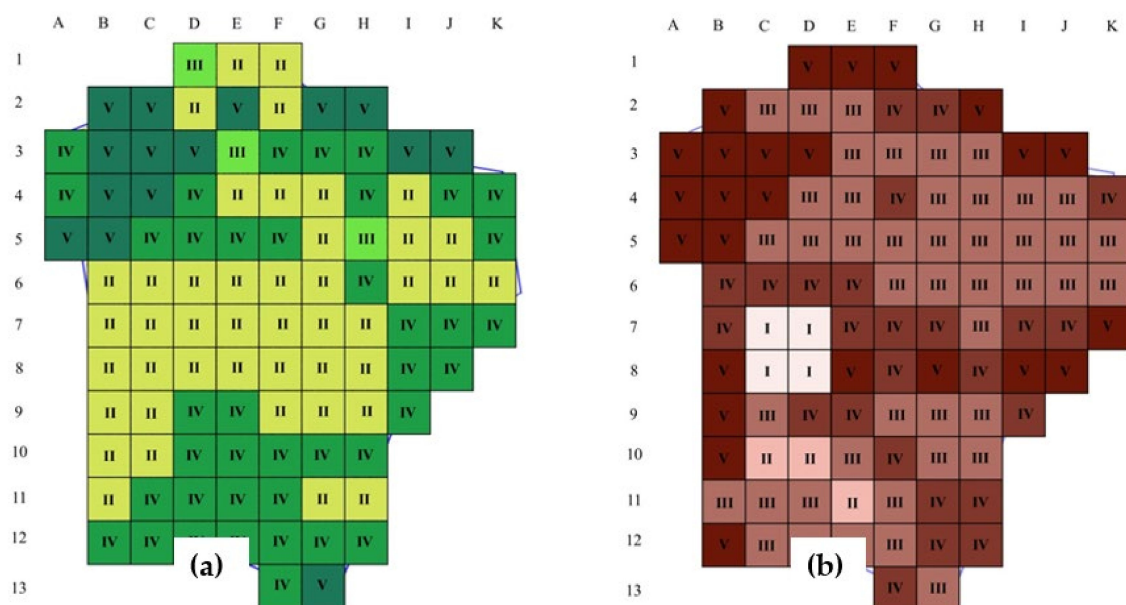 A B C D E F G H I J K
1 III II II
2 V V II V II V V
3 IV V V V III IV IV IV V V
4 IV V V IV II II II IV II IV IV
5 V V IV IV IV IV II III II II IV
6 II II II II II II IV II II II
7 II II II II II II II IV IV IV
8 II II II II II II II IV IV
9 II II IV IV II II II IV
10 II II IV IV IV IV IV
11 II IV IV IV IV II II
12 IV IV IV IV IV
13 IV V
(a)
A B C D E F G H I J K
1 V V V
2 V III III III IV IV V
3 V V V V III III III III V V
4 V V V III III IV III III III III IV
5 V V III III III III III III III III III
6 IV IV IV IV III III III III III III
7 IV I I IV IV IV III IV IV V
8 V I I V IV V IV V V
9 V III IV IV III III III IV
10 V II II III IV III III
11 III III III II III IV IV
12 V III III IV IV
13 IV III
(b)